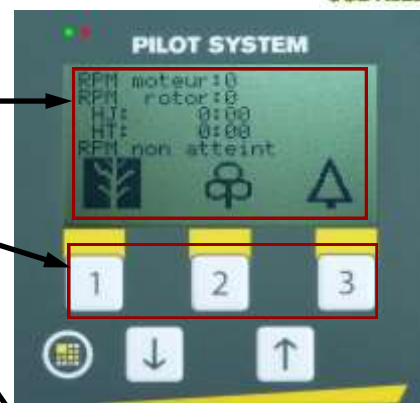 PILOT SYSTEM
RPM moteur:0
RPM rotor:0
HJ: 0:00
HT: 0:00
RPM non atteint
1 2 3